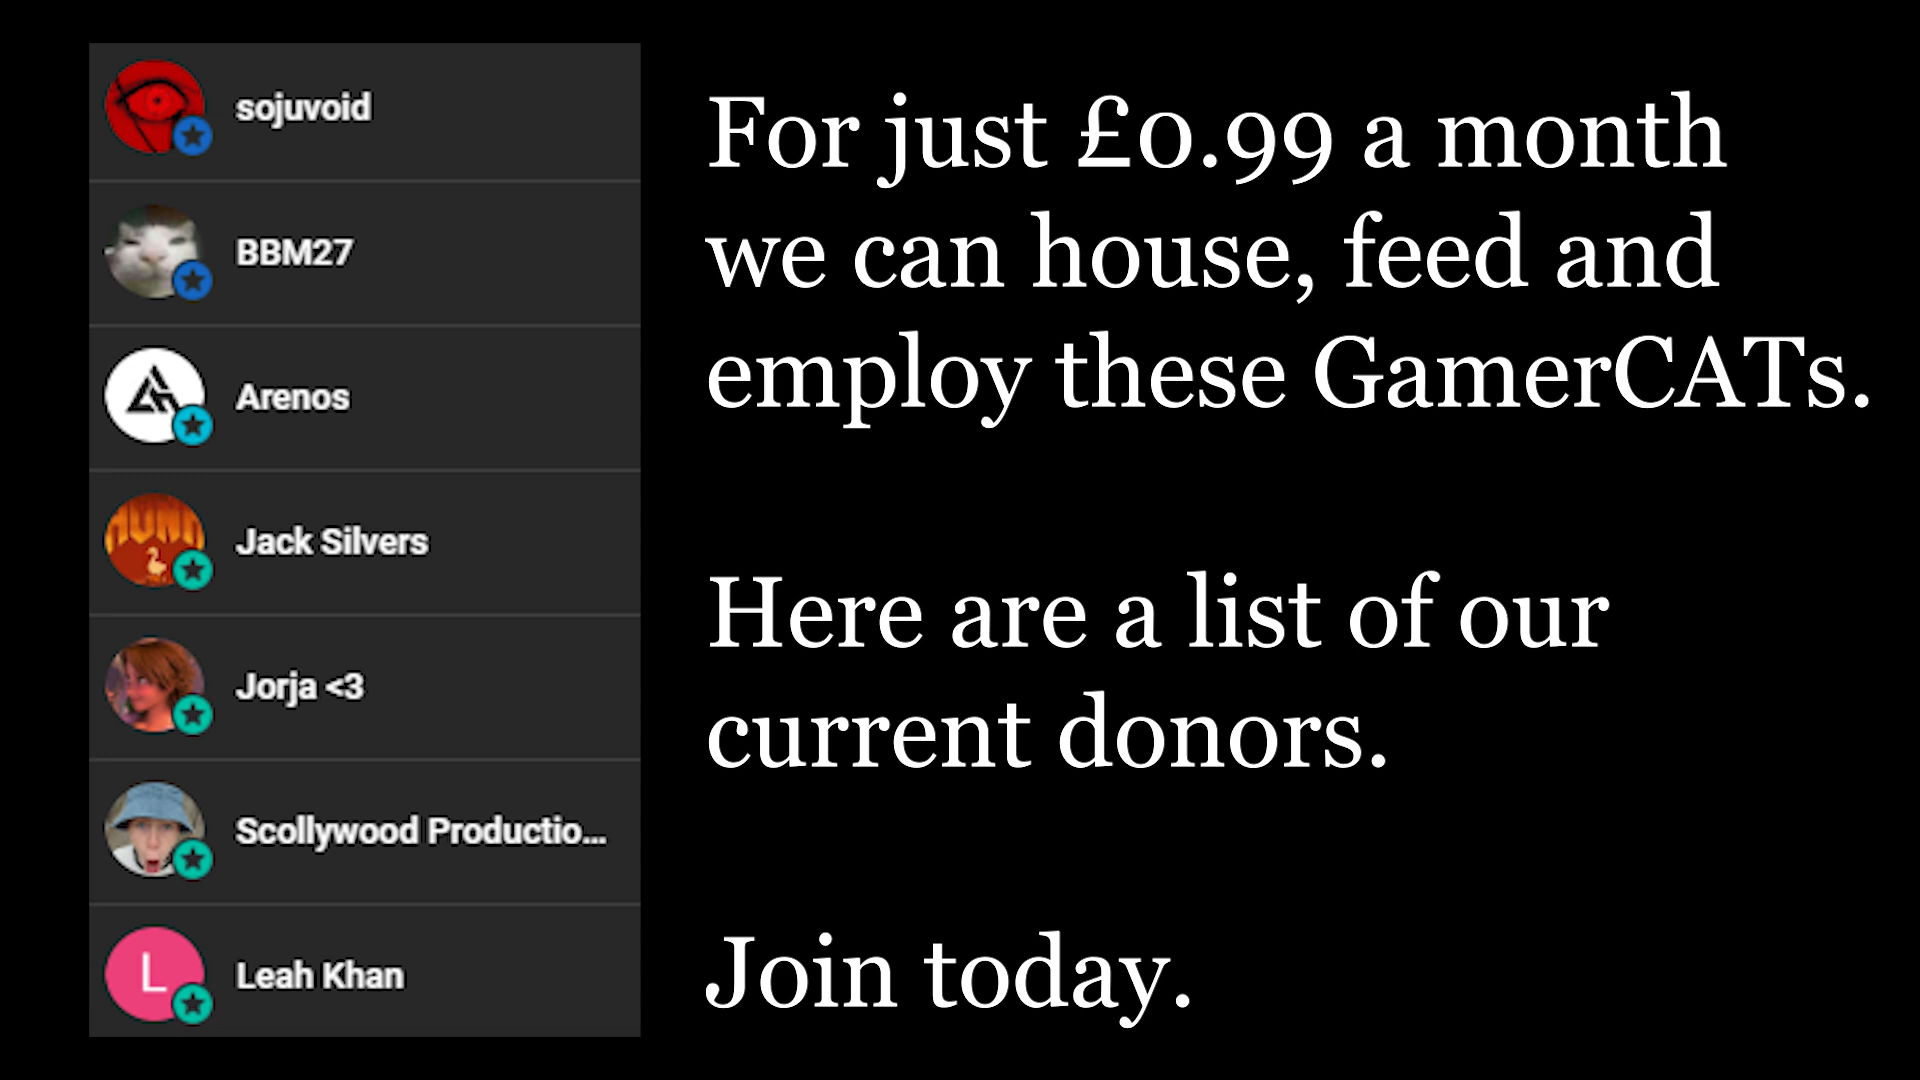 sojuvoid
BBM27
Arenos
Jack Silvers
Jorja <3
Scollywood Productio...
L
Leah Khan
For just £0.99 a month
we can house, feed and
employ these GamerCATs.
Here are a list of our
current donors.
Join today.